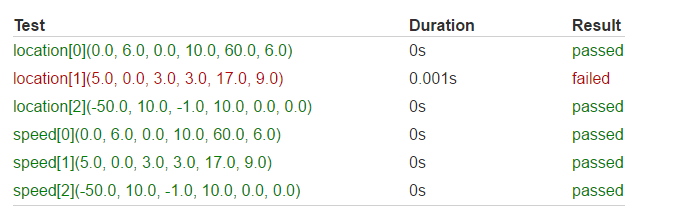 Test Duration Result
location[0](0.0, 6.0, 0.0, 10.0, 60.0, 6.0) 0s passed
location[1](5.0, 0.0, 3.0, 3.0, 17.0, 9.0) 0.001s failed
location[2](-50.0, 10.0, -1.0, 10.0, 0.0, 0.0) 0s passed
speed[0](0.0, 6.0, 0.0, 10.0, 60.0, 6.0) 0s passed
speed[1](5.0, 0.0, 3.0, 3.0, 17.0, 9.0) 0s passed
speed[2](-50.0, 10.0, -1.0, 10.0, 0.0, 0.0) 0s passed